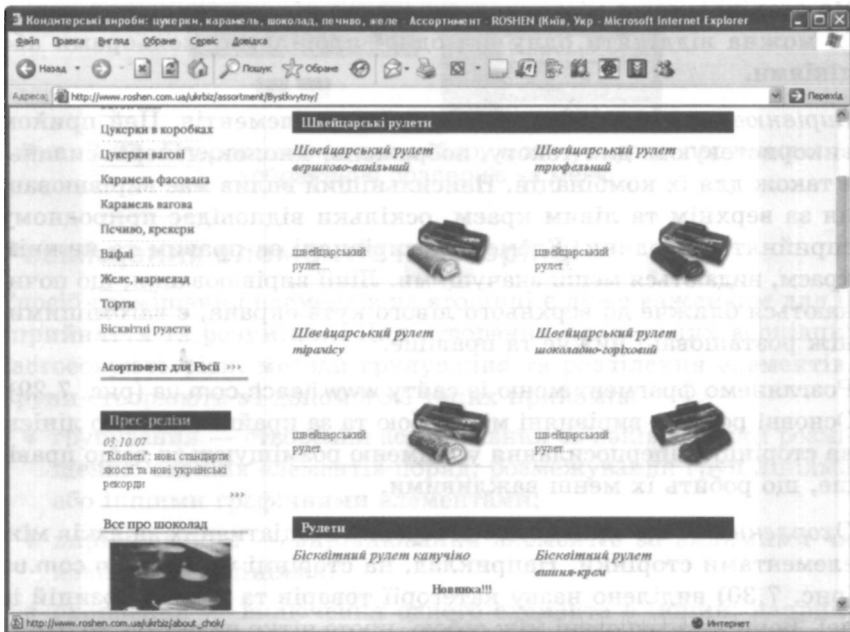 Кондитерські вироби: цукерки, карамель, шоколад, печиво, желе - Ассортимент - ROSHEN (Київ, Укр - Microsoft Internet Explorer
Файл Правка Вигляд Обране Сервіс Довідка
Назад Пошук Обране
Адреса: http://www.roshen.com.ua/ukrbiz/assortment/Bystkvytny/ Перехід
Цукерки в коробках
Цукерки вагові
Карамель фасована
Карамель вагова
Печиво, крекери
Вафлі
Желе, мармелад
Торти
Бісквітні рулети
Асортимент для Росії »»
Прес-релізи
05.10.07
"Roshen": нові стандарти
якості та нові українські
рекорди
»»
Все про шоколад
Швейцарські рулети
Швейцарський рулет
вершково-ванільный
швейцарський
рулет
Швейцарський рулет
трюфельний
швейцарський
рулет
Швейцарський рулет
тірамісу
швейцарський
рулет
Швейцарський рулет
шоколадно-горіховий
швейцарський
рулет
Рулети
Бісквітний рулет капучіно
Бісквітний рулет
вишня-крем
Новинка!!!
http://www.roshen.com.ua/ukrbiz/about_chok/ Интернет